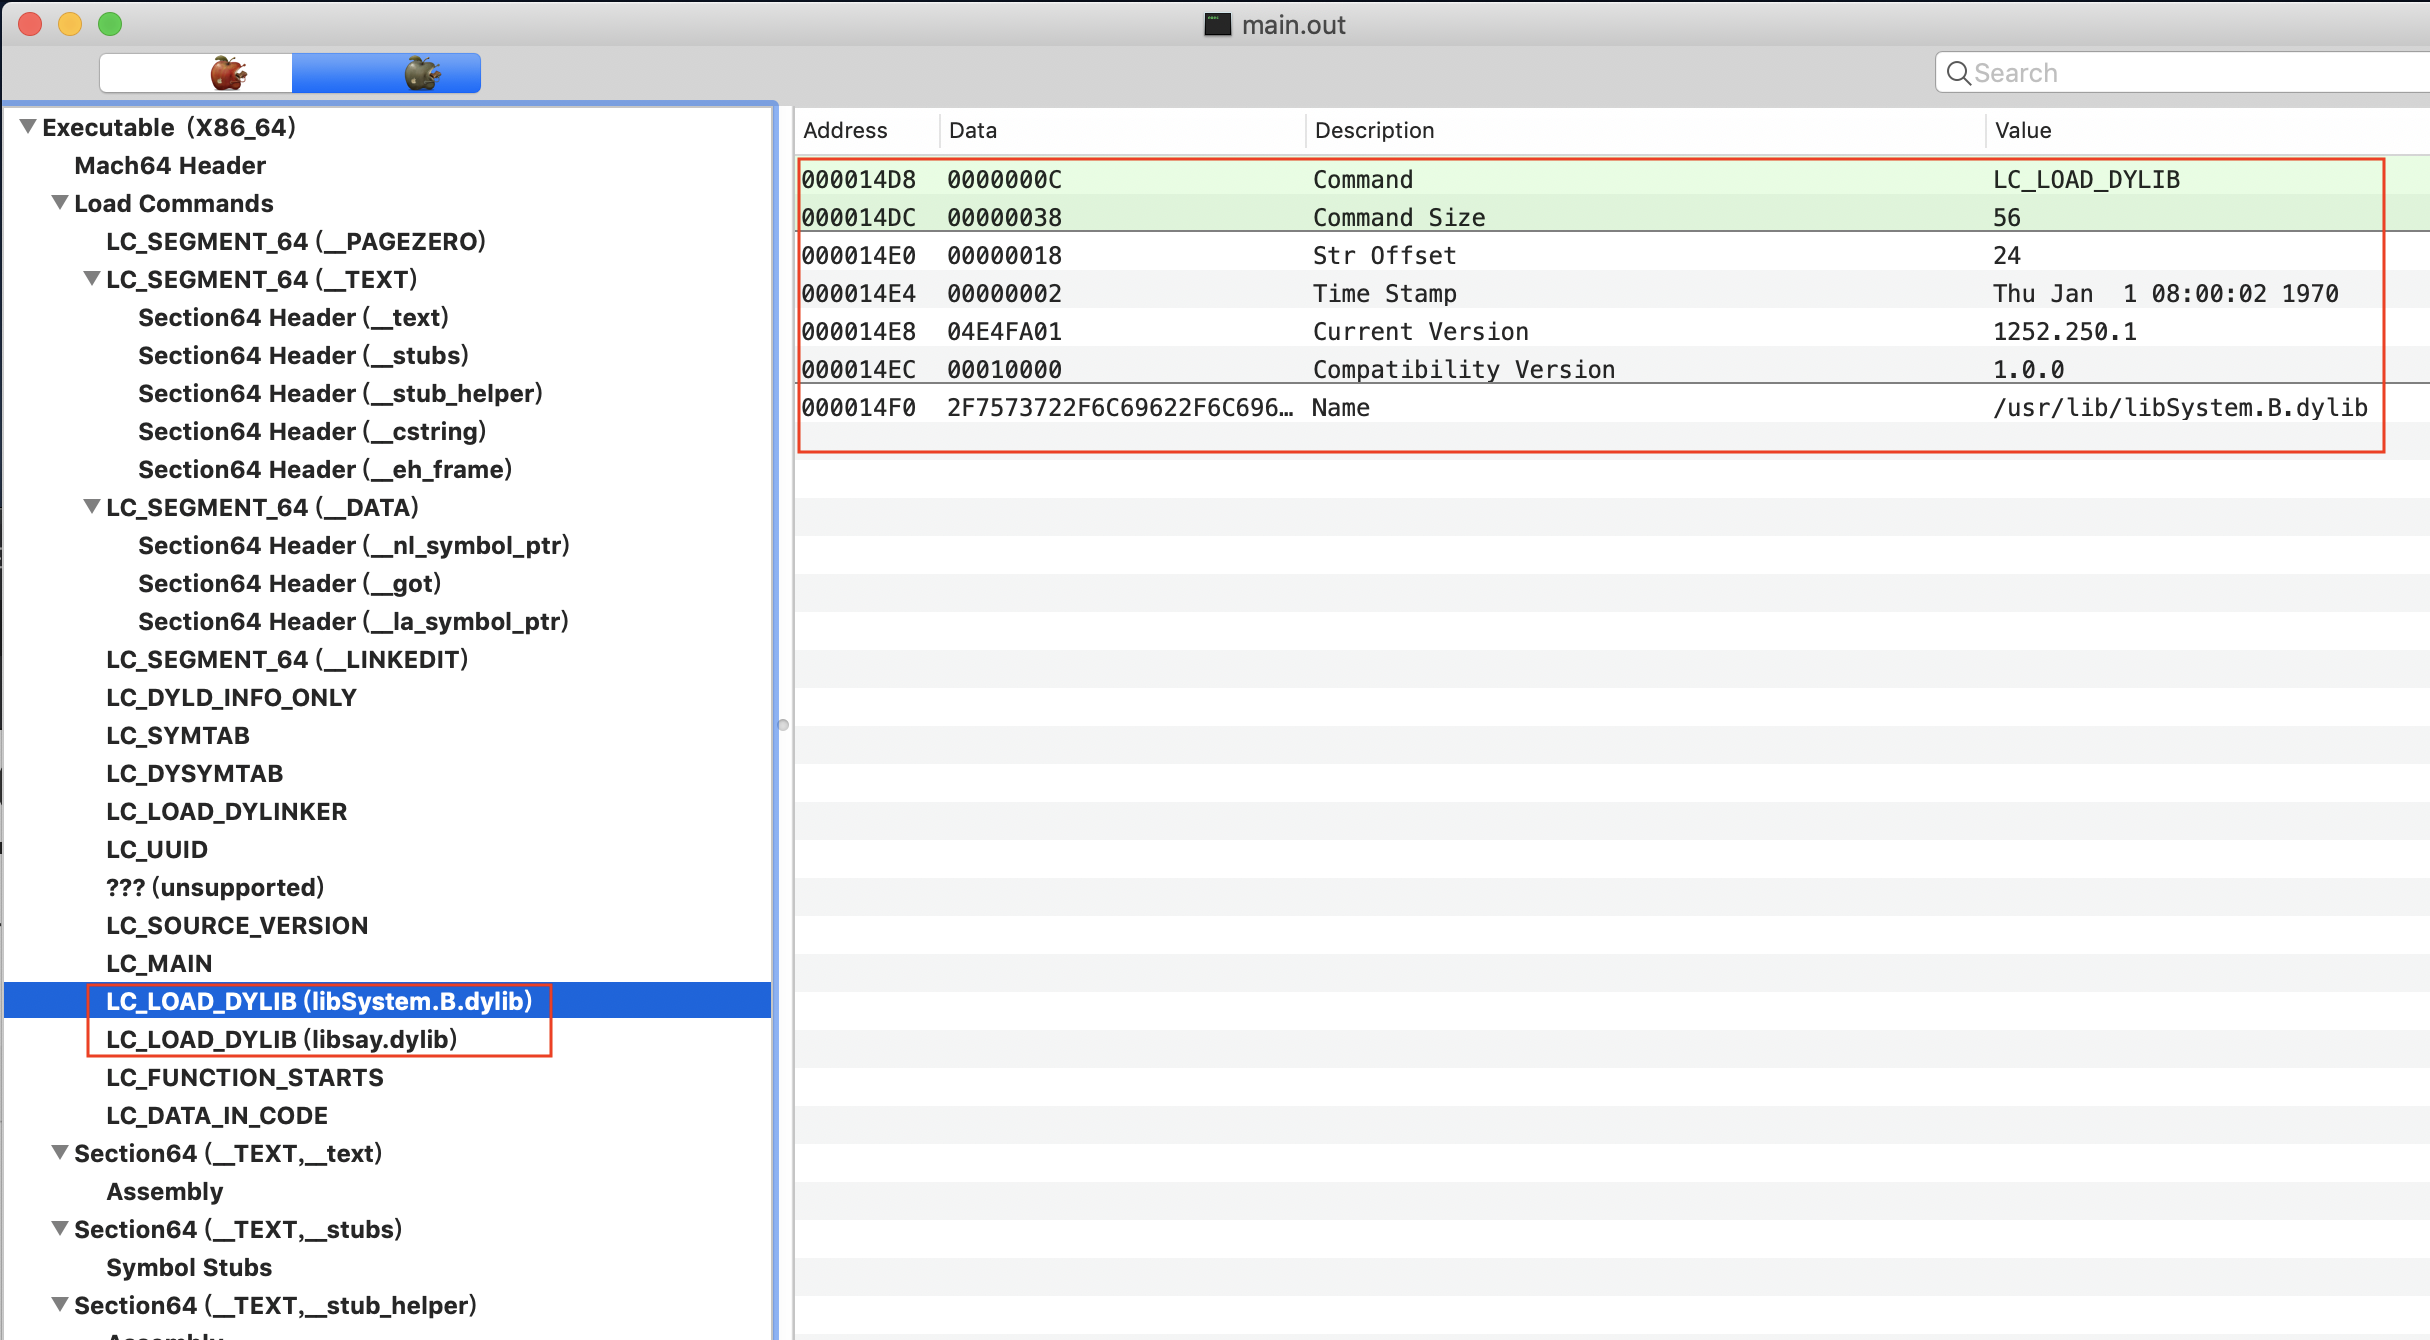 main.out
Search
Executable (X86_64)
Mach64 Header
Load Commands
LC_SEGMENT_64 (__PAGEZERO)
LC_SEGMENT_64 (__TEXT)
Section64 Header (__text)
Section64 Header (__stubs)
Section64 Header (__stub_helper)
Section64 Header (__cstring)
Section64 Header (__eh_frame)
LC_SEGMENT_64 (__DATA)
Section64 Header (__nl_symbol_ptr)
Section64 Header (__got)
Section64 Header (__la_symbol_ptr)
LC_SEGMENT_64 (__LINKEDIT)
LC_DYLD_INFO_ONLY
LC_SYMTAB
LC_DYSYMTAB
LC_LOAD_DYLINKER
LC_UUID
??? (unsupported)
LC_SOURCE_VERSION
LC_MAIN
LC_LOAD_DYLIB (libSystem.B.dylib)
LC_LOAD_DYLIB (libsay.dylib)
LC_FUNCTION_STARTS
LC_DATA_IN_CODE
Section64 (__TEXT,__text)
Assembly
Section64 (__TEXT,__stubs)
Symbol Stubs
Section64 (__TEXT,__stub_helper)
Assembly
Address Data Description Value
000014D8 0000000C Command LC_LOAD_DYLIB
000014DC 00000038 Command Size 56
000014E0 00000018 Str Offset 24
000014E4 00000002 Time Stamp Thu Jan 1 08:00:02 1970
000014E8 04E4FA01 Current Version 1252.250.1
000014EC 00010000 Compatibility Version 1.0.0
000014F0 2F7573722F6C69622F6C696… Name /usr/lib/libSystem.B.dylib